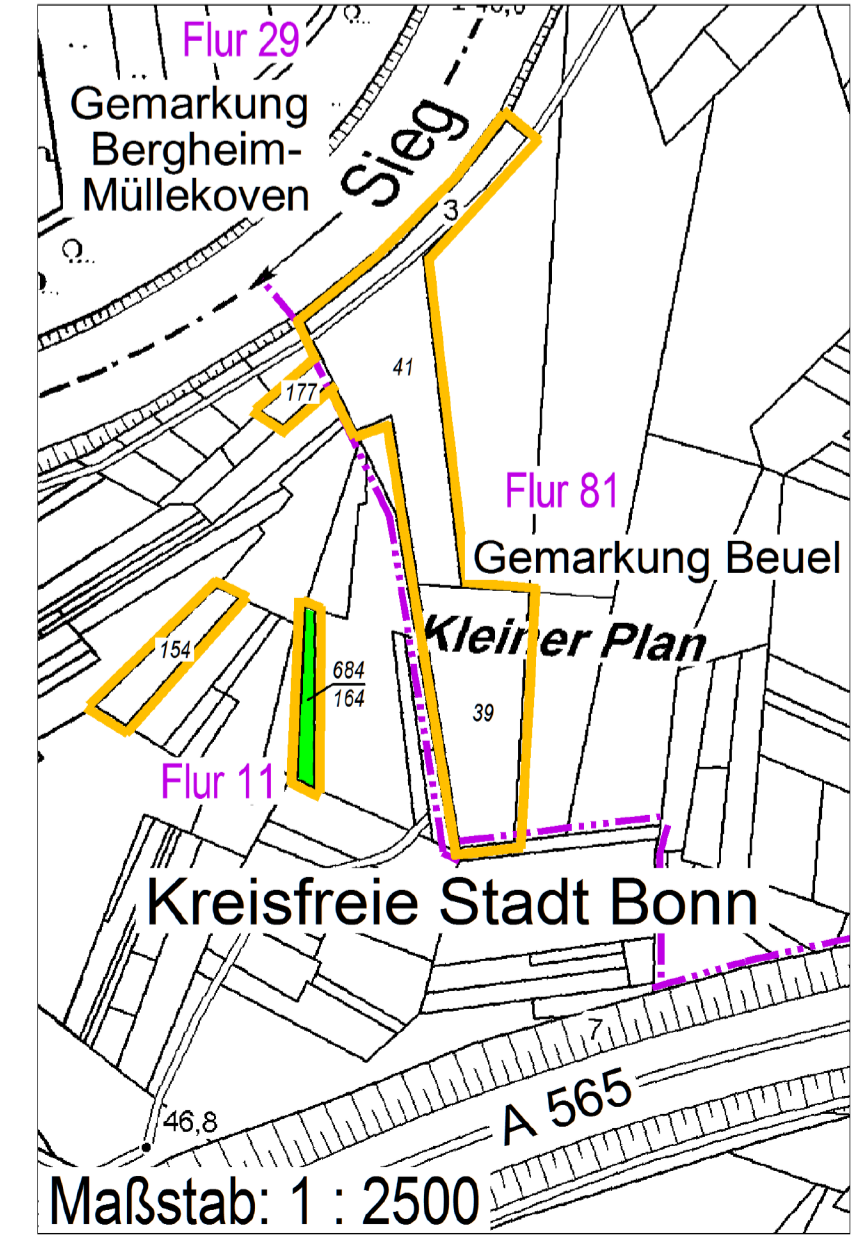 Flur 29
Gemarkung
Bergheim-
Müllekoven
Sieg
3
41
177
Flur 81
Gemarkung Beuel
Kleiner Plan
154
684
164
39
Flur 11
Kreisfreie Stadt Bonn
7
A 565
46,8
Maßstab: 1 : 2500